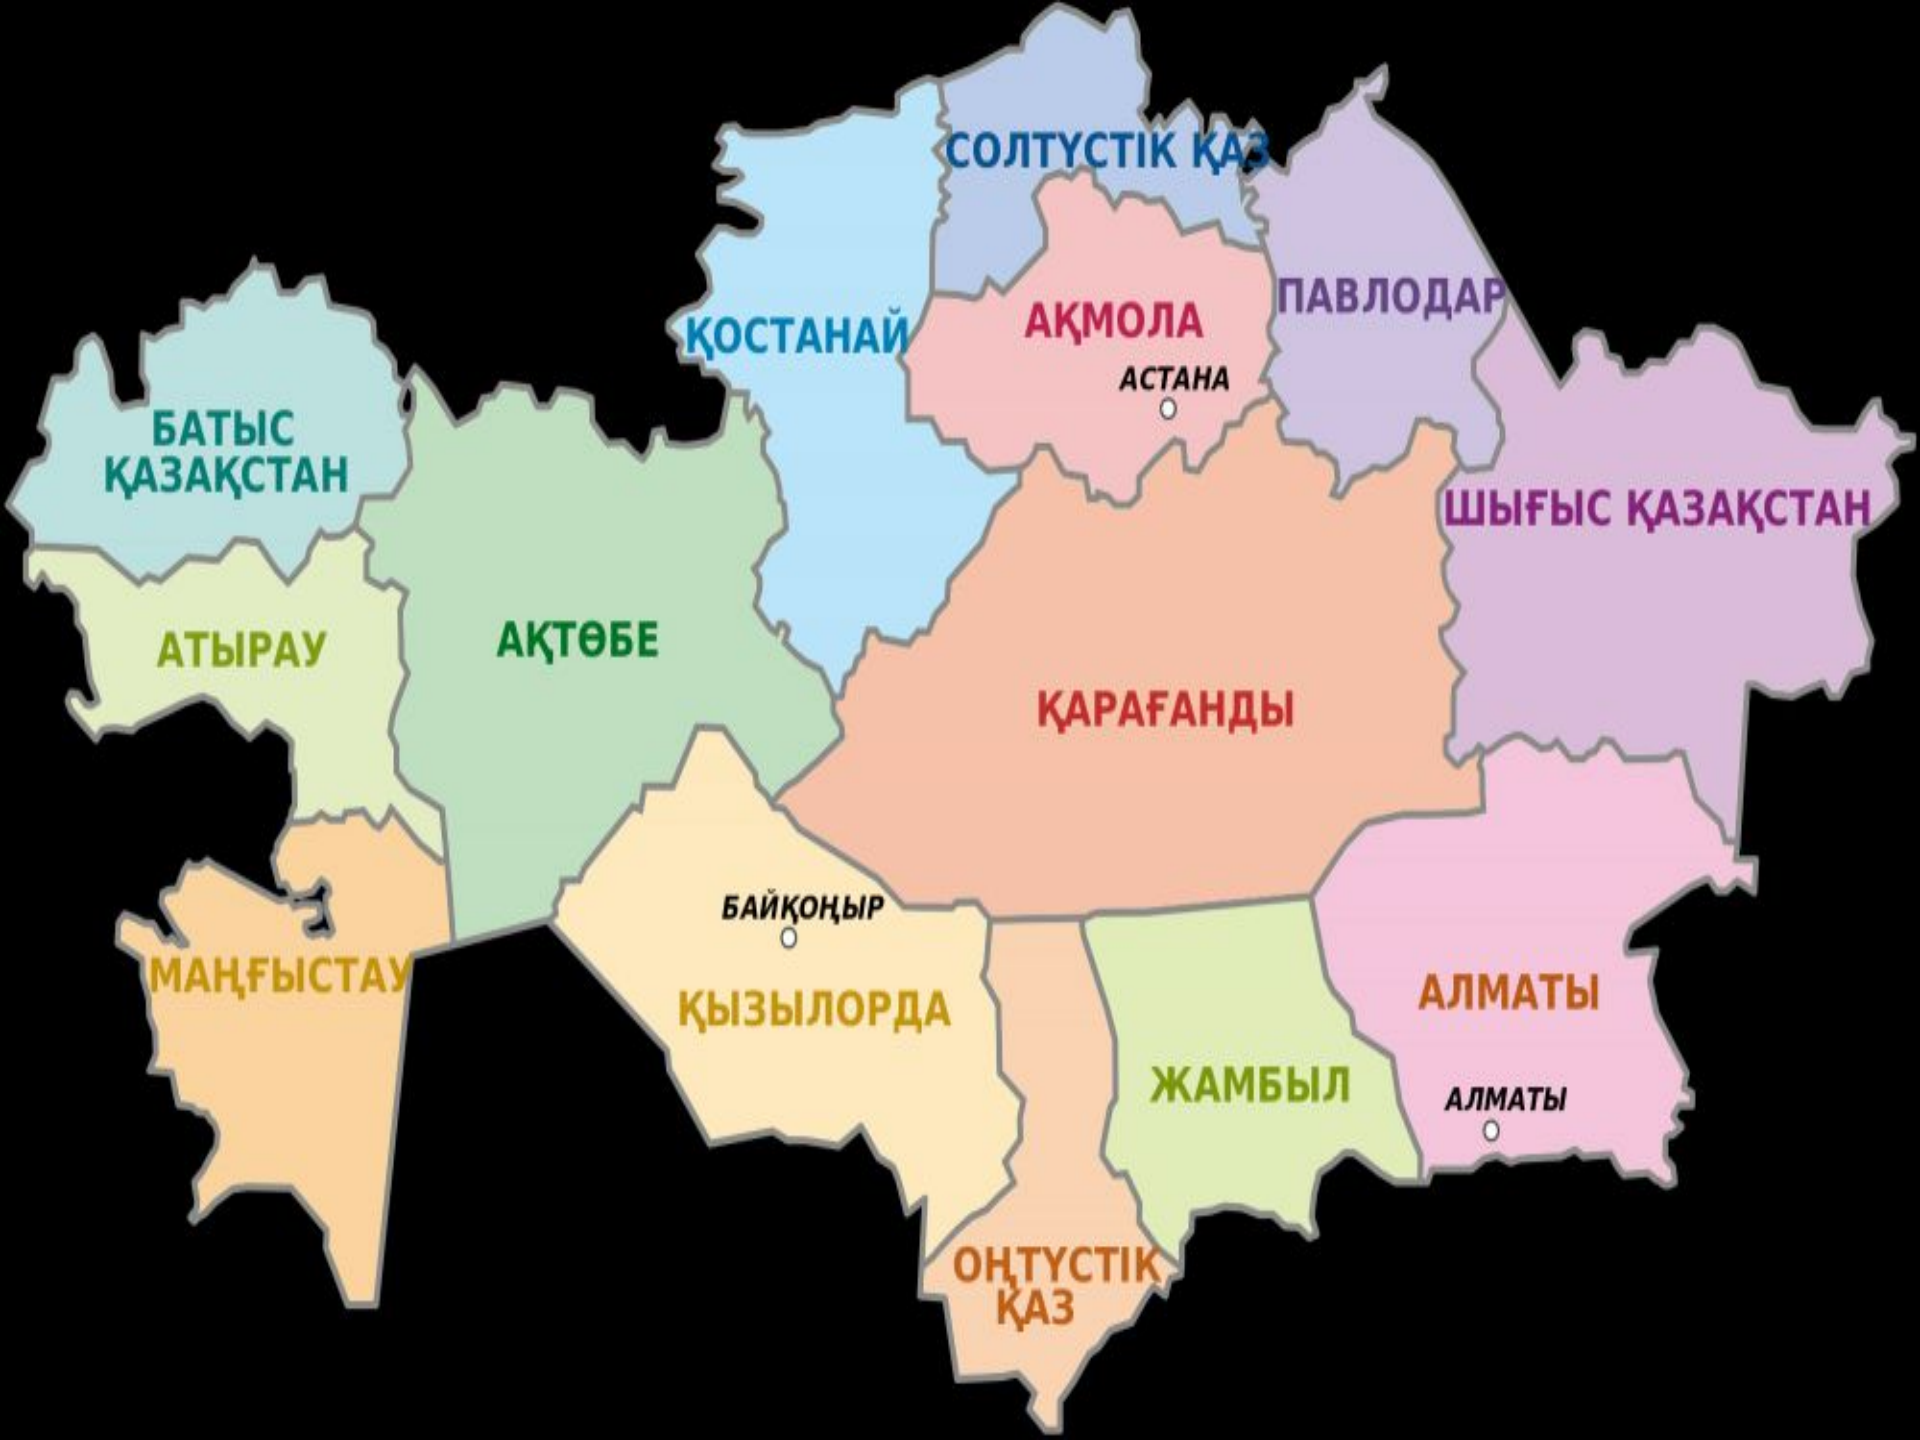 СОЛТҮСТІК ҚАЗ
ПАВЛОДАР
АҚМОЛА
ҚОСТАНАЙ
АСТАНА
БАТЫС
ҚАЗАҚСТАН
ШЫҒЫС ҚАЗАҚСТАН
АТЫРАУ
АҚТӨБЕ
ҚАРАҒАНДЫ
БАЙҚОҢЫР
МАҢҒЫСТАУ
ҚЫЗЫЛОРДА
АЛМАТЫ
ЖАМБЫЛ
АЛМАТЫ
ОҢТҮСТІК
ҚАЗ